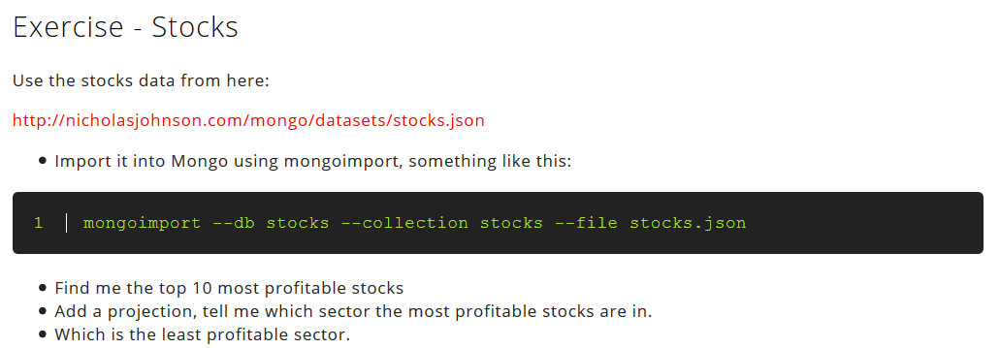 Exercise - Stocks
Use the stocks data from here:
http://nicholasjohnson.com/mongo/datasets/stocks.json
• Import it into Mongo using mongoimport, something like this:
1 | mongoimport --db stocks --collection stocks --file stocks.json
• Find me the top 10 most profitable stocks
• Add a projection, tell me which sector the most profitable stocks are in.
• Which is the least profitable sector.